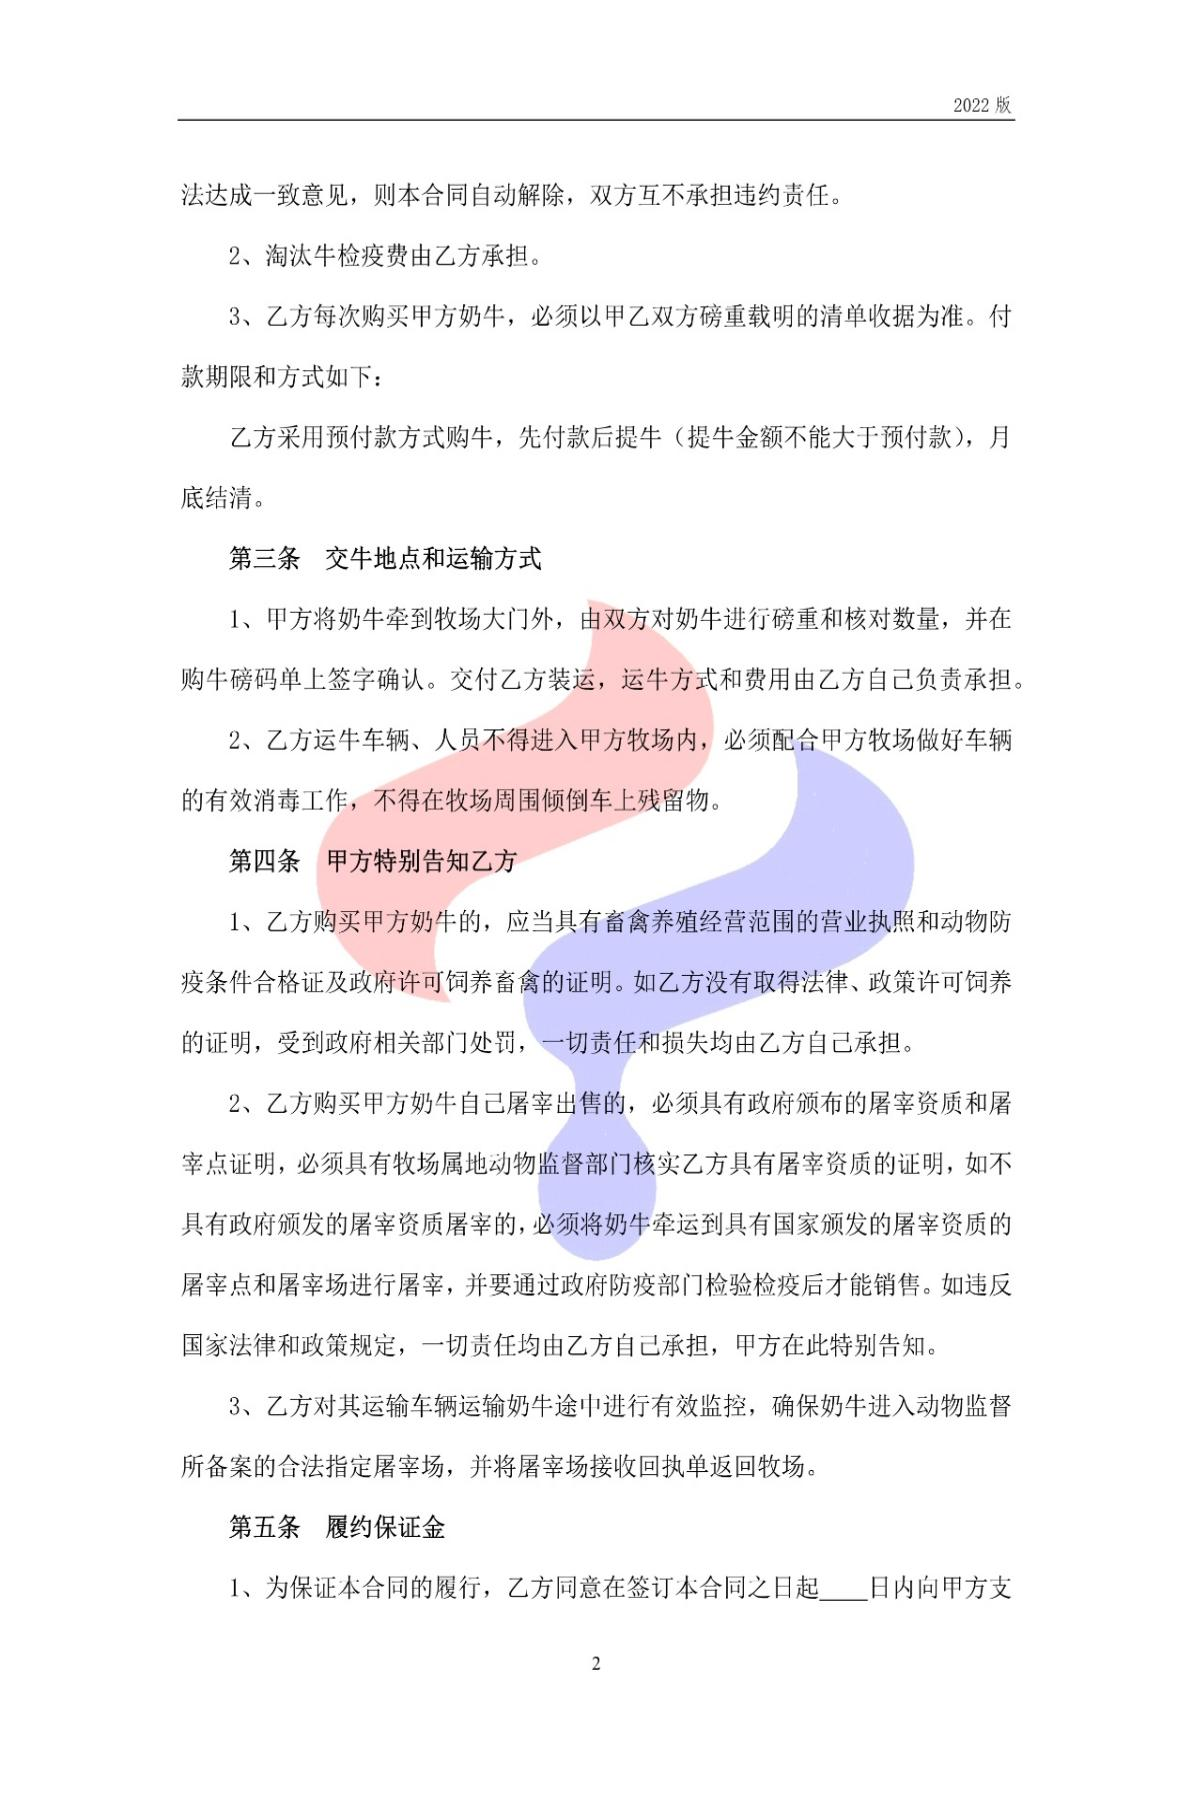 2022 版
法达成一致意见，则本合同自动解除，双方互不承担违约责任。
2、淘汰牛检疫费由乙方承担。
3、乙方每次购买甲方奶牛，必须以甲乙双方磅重载明的清单收据为准。付
款期限和方式如下：
乙方采用预付款方式购牛，先付款后提牛（提牛金额不能大于预付款），月
底结清。
第三条　交牛地点和运输方式
1、甲方将奶牛牵到牧场大门外，由双方对奶牛进行磅重和核对数量，并在
购牛磅码单上签字确认。交付乙方装运，运牛方式和费用由乙方自己负责承担。
2、乙方运牛车辆、人员不得进入甲方牧场内，必须配合甲方牧场做好车辆
的有效消毒工作，不得在牧场周围倾倒车上残留物。
第四条　甲方特别告知乙方
1、乙方购买甲方奶牛的，应当具有畜禽养殖经营范围的营业执照和动物防
疫条件合格证及政府许可饲养畜禽的证明。如乙方没有取得法律、政策许可饲养
的证明，受到政府相关部门处罚，一切责任和损失均由乙方自己承担。
2、乙方购买甲方奶牛自己屠宰出售的，必须具有政府颁布的屠宰资质和屠
宰点证明，必须具有牧场属地动物监督部门核实乙方具有屠宰资质的证明，如不
具有政府颁发的屠宰资质屠宰的，必须将奶牛牵运到具有国家颁发的屠宰资质的
屠宰点和屠宰场进行屠宰，并要通过政府防疫部门检验检疫后才能销售。如违反
国家法律和政策规定，一切责任均由乙方自己承担，甲方在此特别告知。
3、乙方对其运输车辆运输奶牛途中进行有效监控，确保奶牛进入动物监督
所备案的合法指定屠宰场，并将屠宰场接收回执单返回牧场。
第五条　履约保证金
1、为保证本合同的履行，乙方同意在签订本合同之日起____日内向甲方支
2